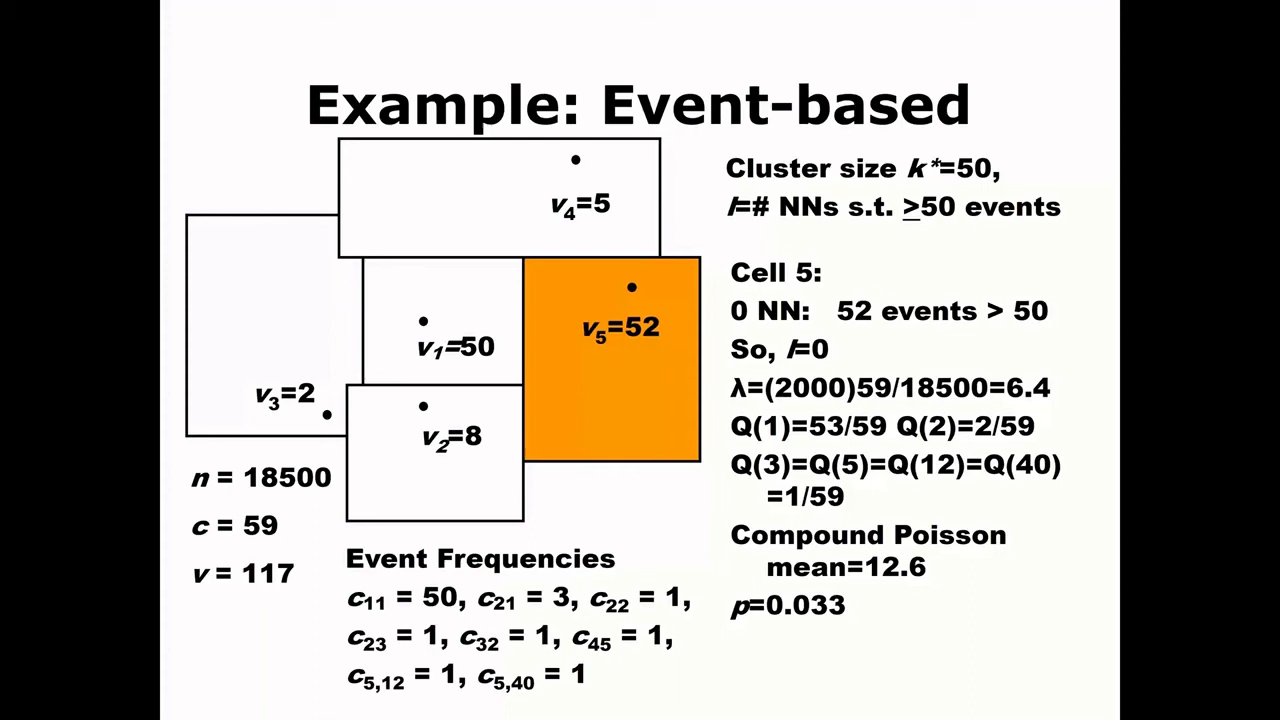 Example: Event-based
v4=5
v1=50
v5=52
v3=2
v2=8
n = 18500
c = 59
v = 117
Event Frequencies
c11 = 50, c21 = 3, c22 = 1,
c23 = 1, c32 = 1, c45 = 1,
c5,12 = 1, c5,40 = 1
Cluster size k*=50,
l=# NNs s.t. ≥50 events
Cell 5:
0 NN: 52 events > 50
So, l=0
λ=(2000)59/18500=6.4
Q(1)=53/59 Q(2)=2/59
Q(3)=Q(5)=Q(12)=Q(40)
=1/59
Compound Poisson
mean=12.6
p=0.033